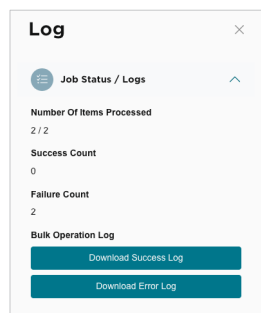 Log
Job Status / Logs
Number Of Items Processed
2 / 2
Success Count
0
Failure Count
2
Bulk Operation Log
Download Success Log
Download Error Log